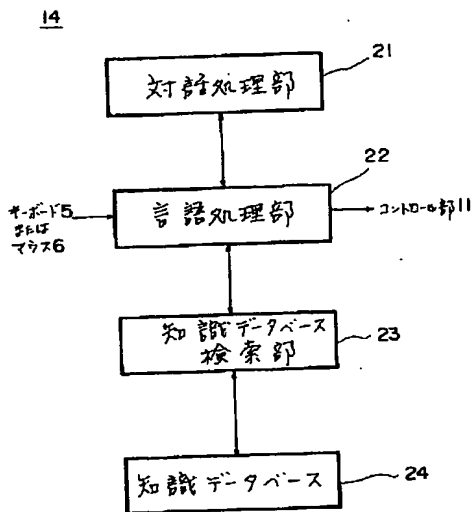 14
21
対話処理部
22
キーボード5
または
マウス6
言語処理部
コントロール部11
知識データベース
検索部
23
知識データベース
24